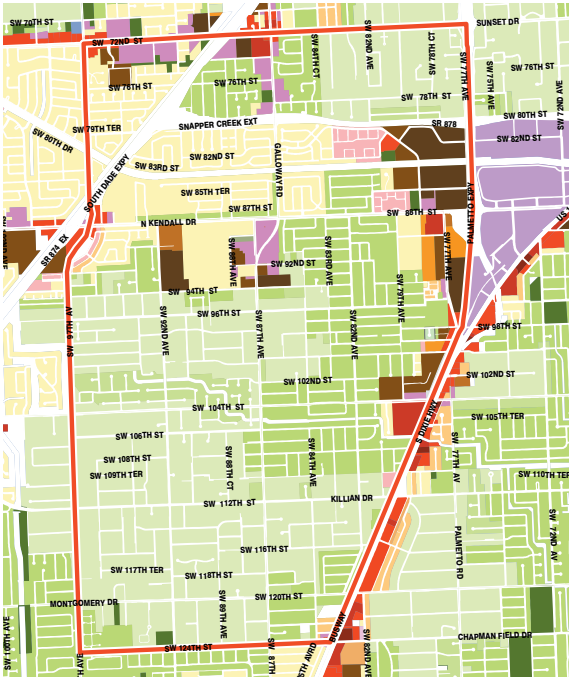 SW 70TH ST
SUNSET DR
SW 72ND ST
SW 84TH CT
SW 82ND AVE
SW 79TH CT
SW 77TH AVE
SW 75TH AVE
SW 72ND AVE
SW 76TH ST
SW 76TH ST
SW 76TH ST
SW 78TH ST
SW 80TH ST
SNAPPER CREEK EXT
SR 878
SW 79TH TER
SW 80TH DR
SW 82ND ST
SW 82ND ST
SW 83RD ST
GALLOWAY RD
SOUTH DADE EXPY
SW 85TH TER
SW 87TH ST
SW 88TH ST
PALMETTO EXPY
N KENDALL DR
US
SR 874 EX
SW 92ND ST
SW 83RD AVE
SW 77TH AVE
SW 79TH AVE
SW 94TH ST
SW 96TH ST
SW 97TH AV
SW 92ND AVE
SW 87TH AVE
SW 82ND AVE
SW 98TH ST
SW 102ND ST
SW 102ND ST
SW 104TH ST
SW 105TH TER
S DIXIE HWY
SW 106TH ST
SW 77TH AV
SW 108TH ST
SW 88TH CT
SW 84TH AVE
SW 109TH TER
SW 110TH TER
KILLIAN DR
SW 112TH ST
SW 72ND AV
SW 116TH ST
PALMETTO RD
SW 117TH TER
SW 118TH ST
SW 120TH ST
MONTGOMERY DR
SW 89TH AVE
SW 100TH AVE
BUSWAY
CHAPMAN FIELD DR
SW 124TH ST
SW 82ND AVE
SW 87TH
H AVE